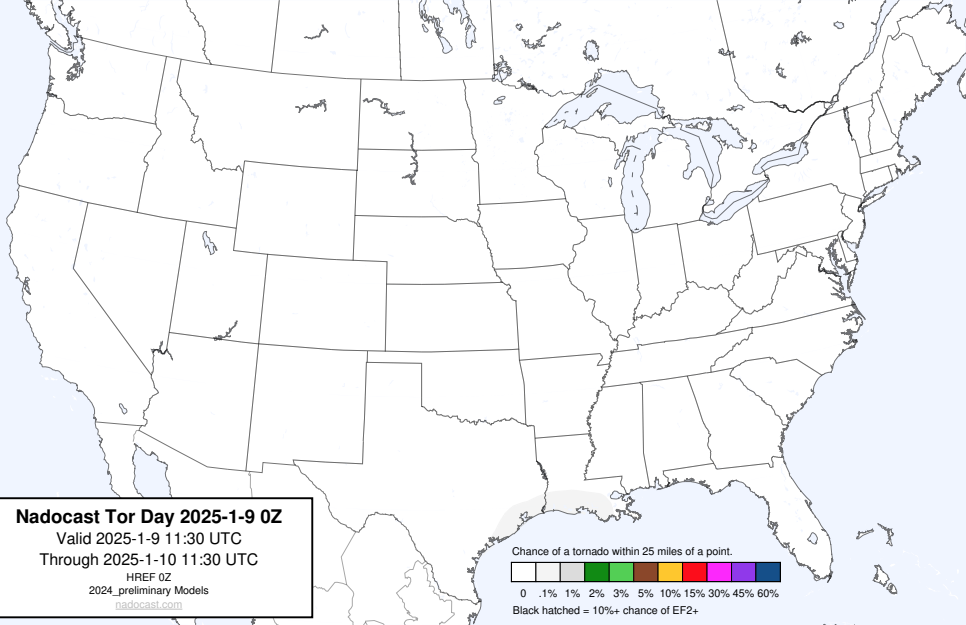 Nadocast Tor Day 2025-1-9 0Z
Valid 2025-1-9 11:30 UTC
Through 2025-1-10 11:30 UTC
HREF 0Z
2024_preliminary Models
nadocast.com
Chance of a tornado within 25 miles of a point.
0 .1% 1% 2% 3% 5% 10% 15% 30% 45% 60%
Black hatched = 10%+ chance of EF2+